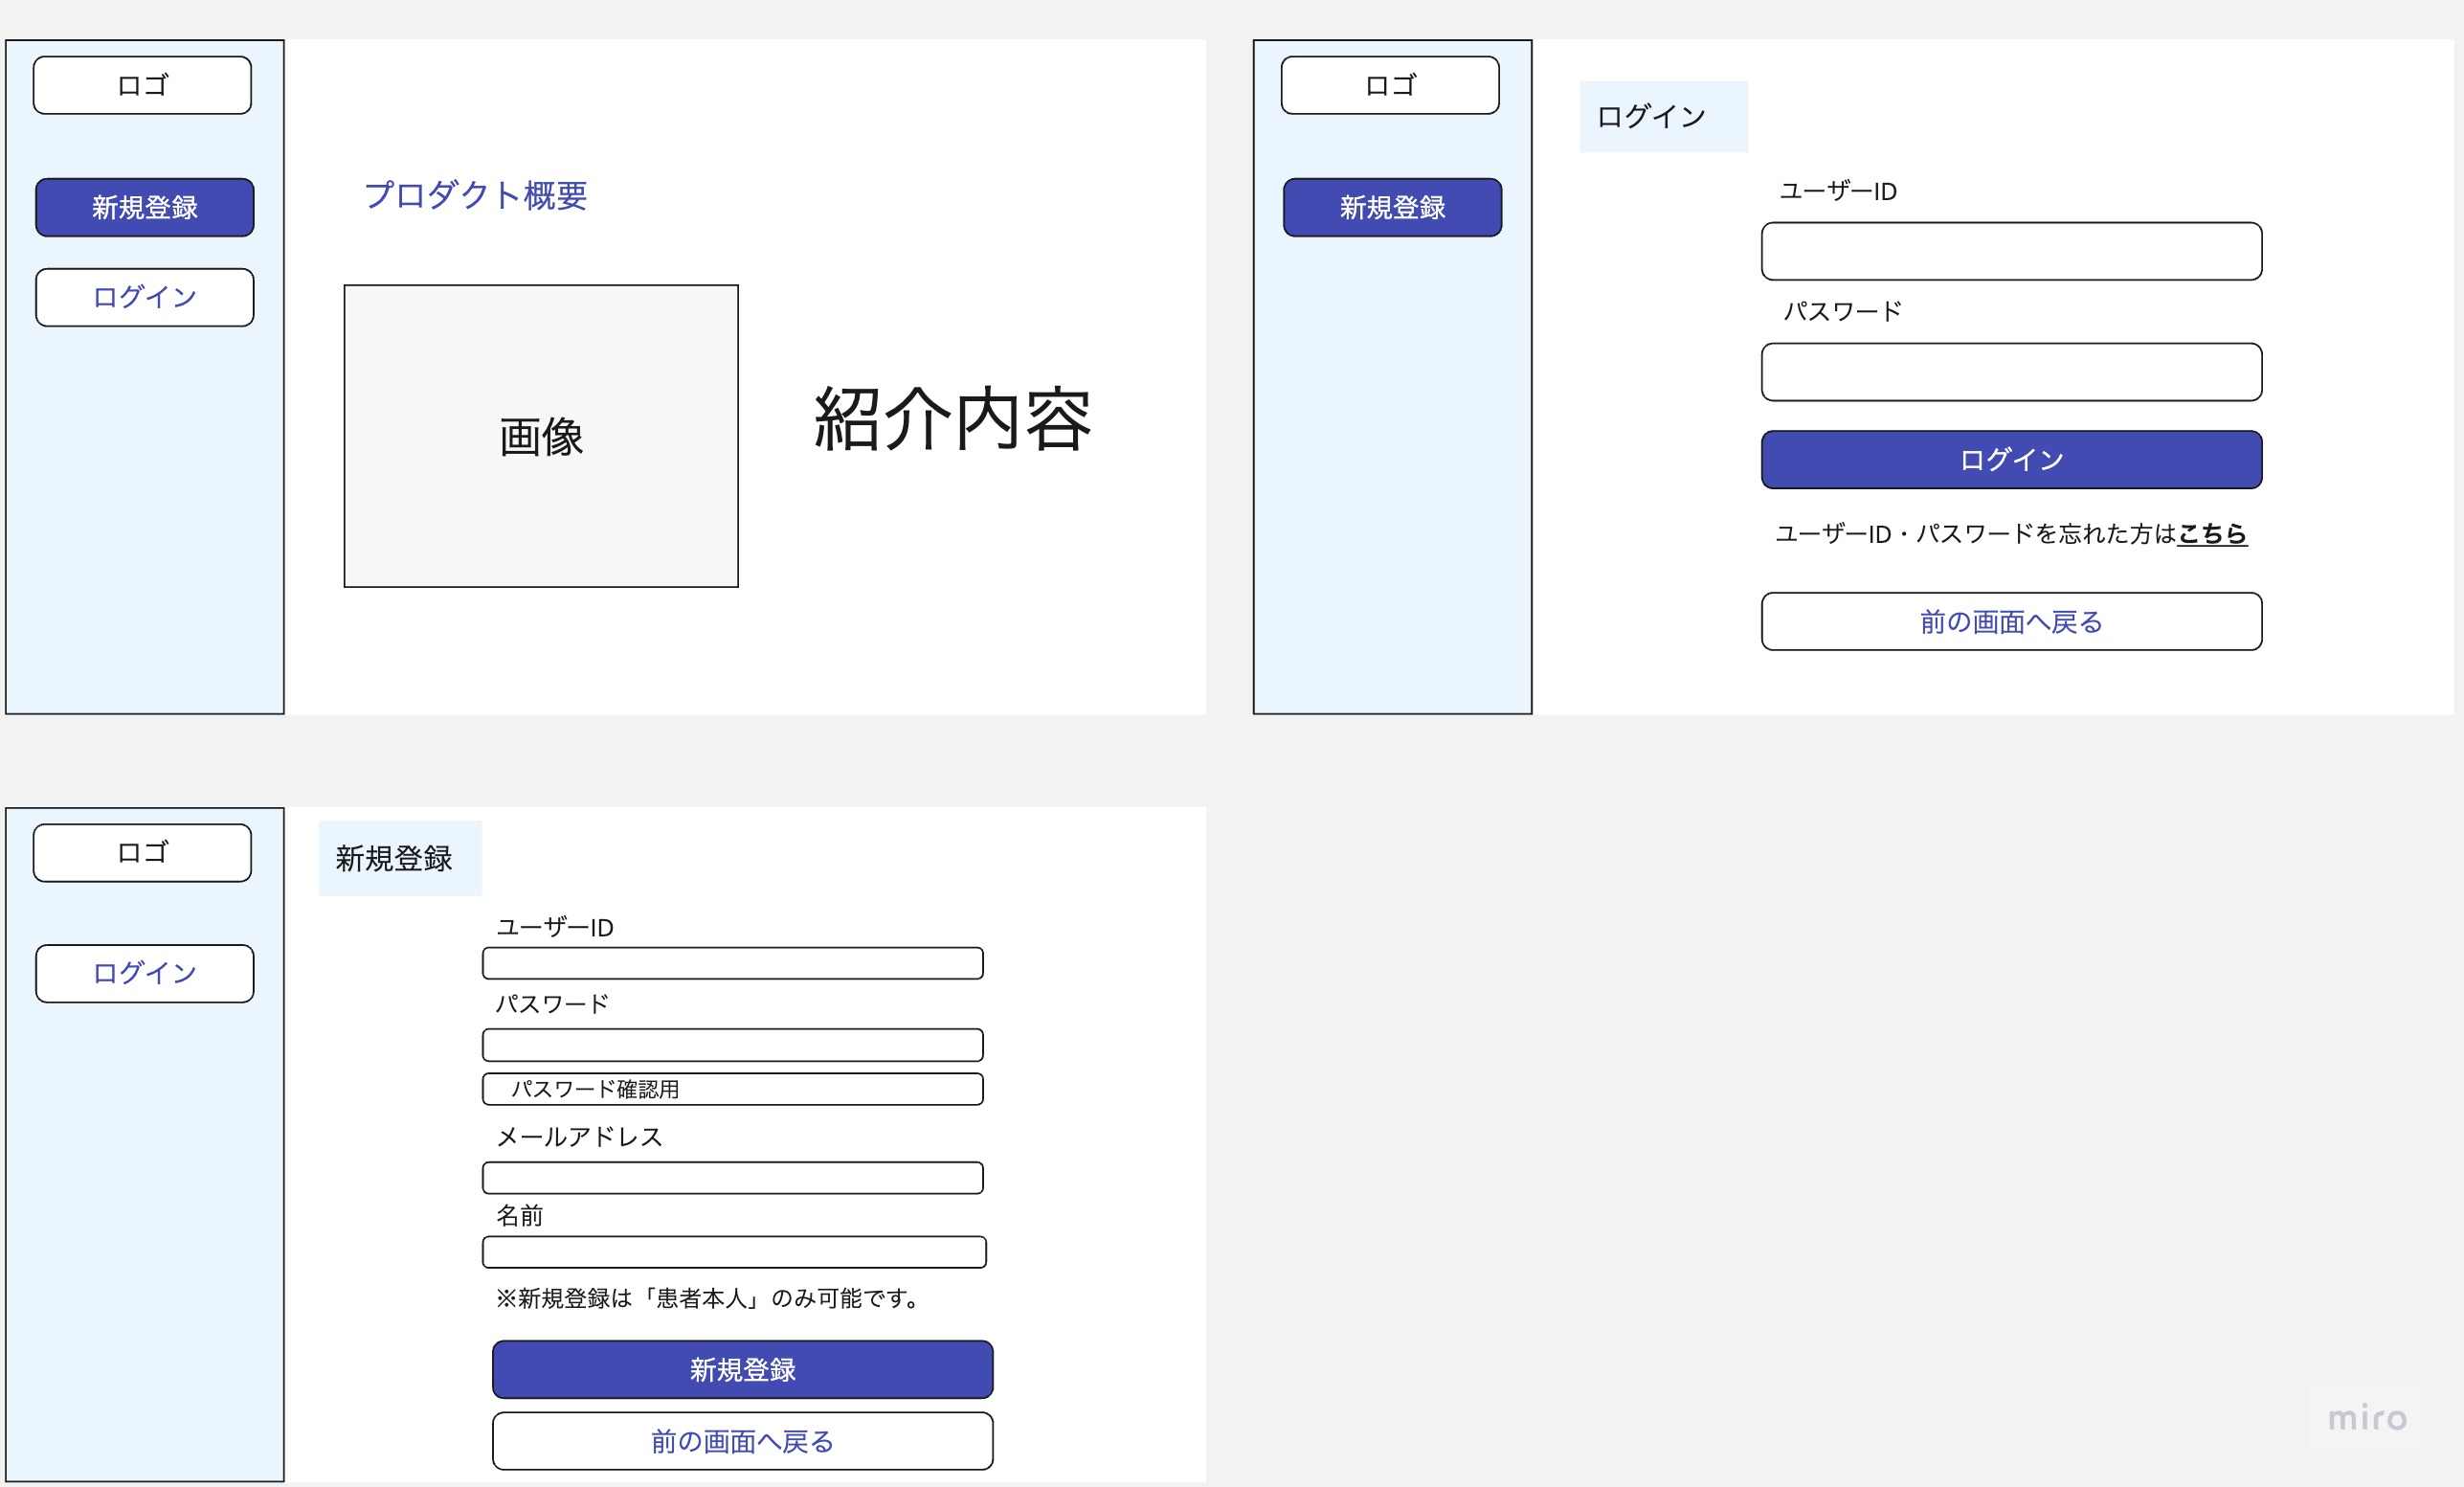 ロゴ
新規登録
ログイン
プロダクト概要
画像
紹介内容
ロゴ
新規登録
ログイン
ユーザーID
パスワード
ログイン
ユーザーID・パスワードを忘れた方はこちら
前の画面へ戻る
ロゴ
ログイン
新規登録
ユーザーID
パスワード
パスワード確認用
メールアドレス
名前
※新規登録は「患者本人」のみ可能です。
新規登録
前の画面へ戻る
miro